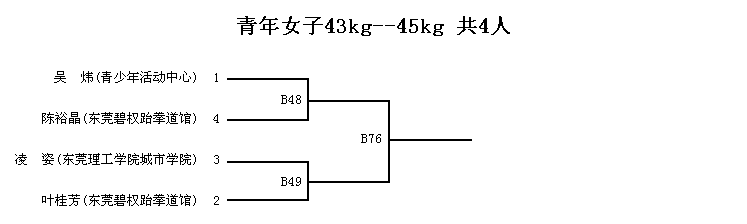 青年女子43kg--45kg 共4人
吴 炜(青少年活动中心) 1
B48
陈裕晶(东莞碧权跆拳道馆) 4
B76
凌 姿(东莞理工学院城市学院) 3
B49
叶桂芳(东莞碧权跆拳道馆) 2